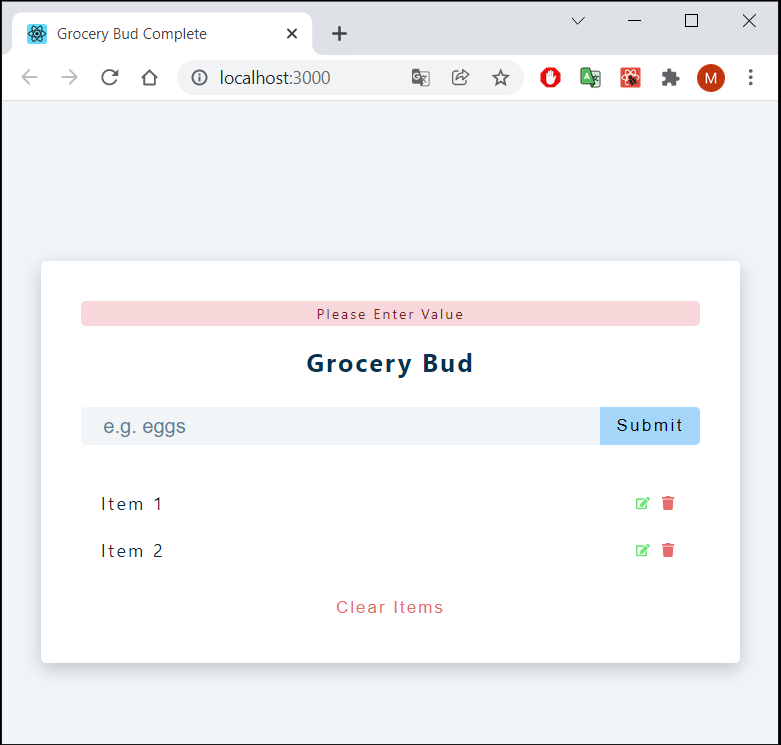 Grocery Bud Complete
localhost:3000
M
Please Enter Value
Grocery Bud
e.g. eggs
Submit
Item 1
Item 2
Clear Items